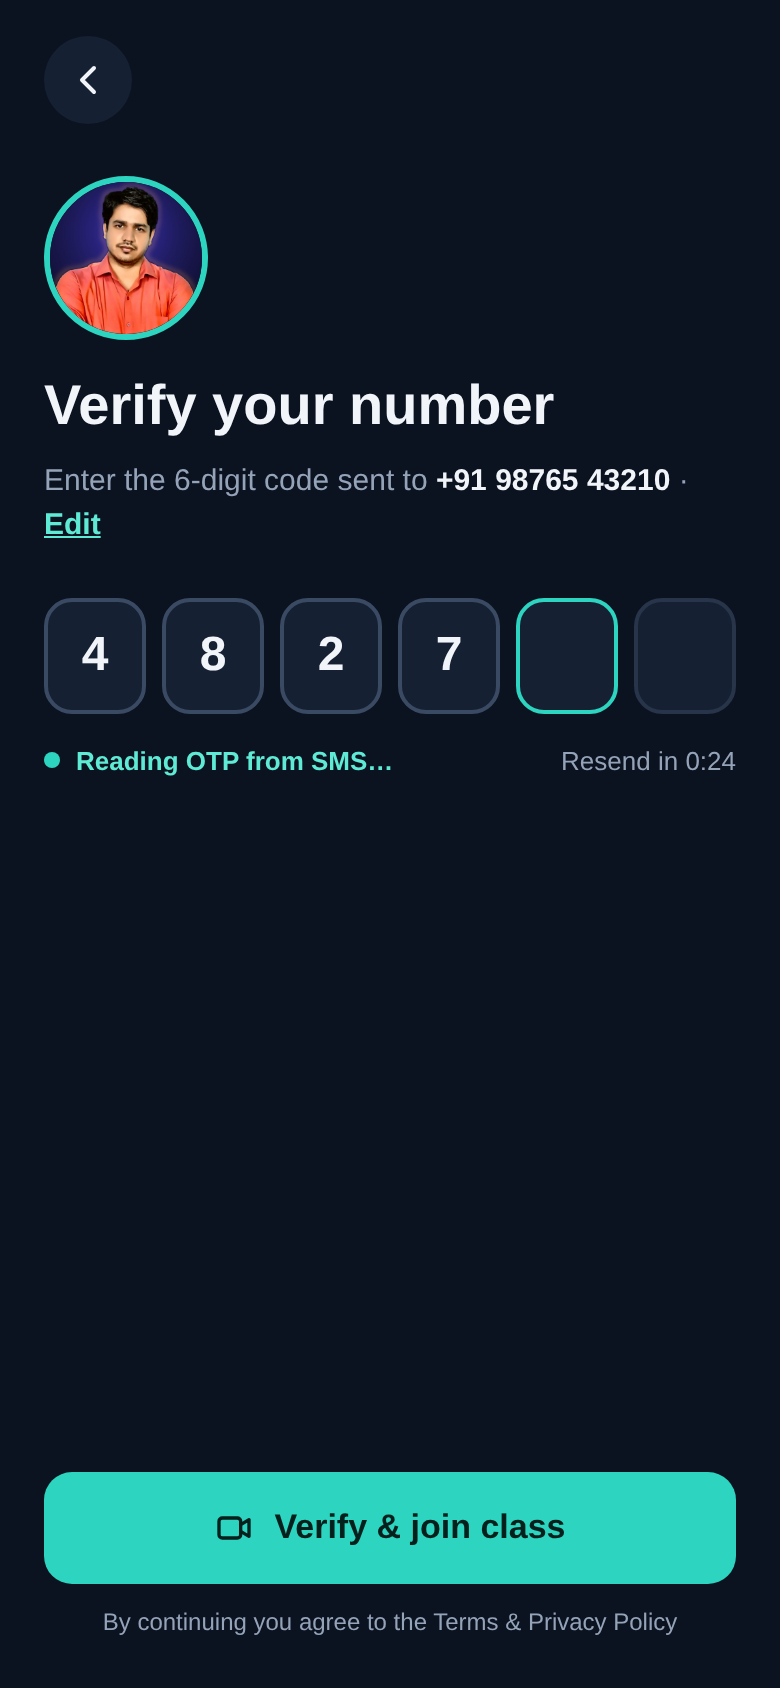 Verify your number
Enter the 6-digit code sent to +91 98765 43210 ·
Edit
4 8 2 7
Reading OTP from SMS... Resend in 0:24
Verify & join class
By continuing you agree to the Terms & Privacy Policy